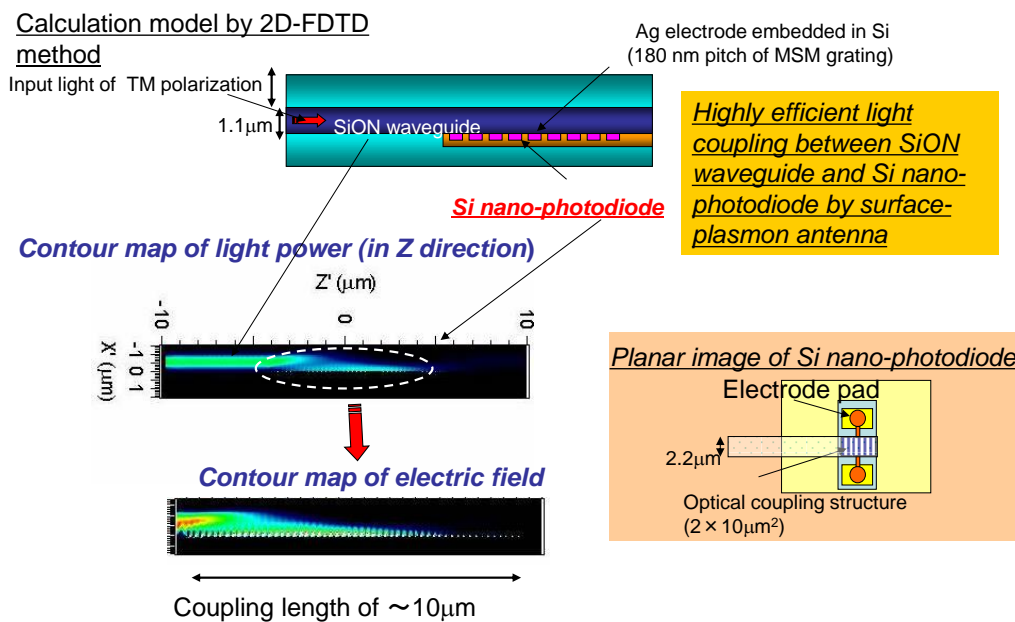 Calculation model by 2D-FDTD
method
Ag electrode embedded in Si
(180 nm pitch of MSM grating)
Input light of TM polarization
1.1μm
SiON waveguide
Highly efficient light
coupling between SiON
waveguide and Si nano-
photodiode by surface-
plasmon antenna
Si nano-photodiode
Contour map of light power (in Z direction)
Z' (μm)
-10 0 10
X' (μm)
-1 0 1
Planar image of Si nano-photodiode
Electrode pad
2.2μm
Optical coupling structure
(2×10μm²)
Contour map of electric field
Coupling length of ~10μm